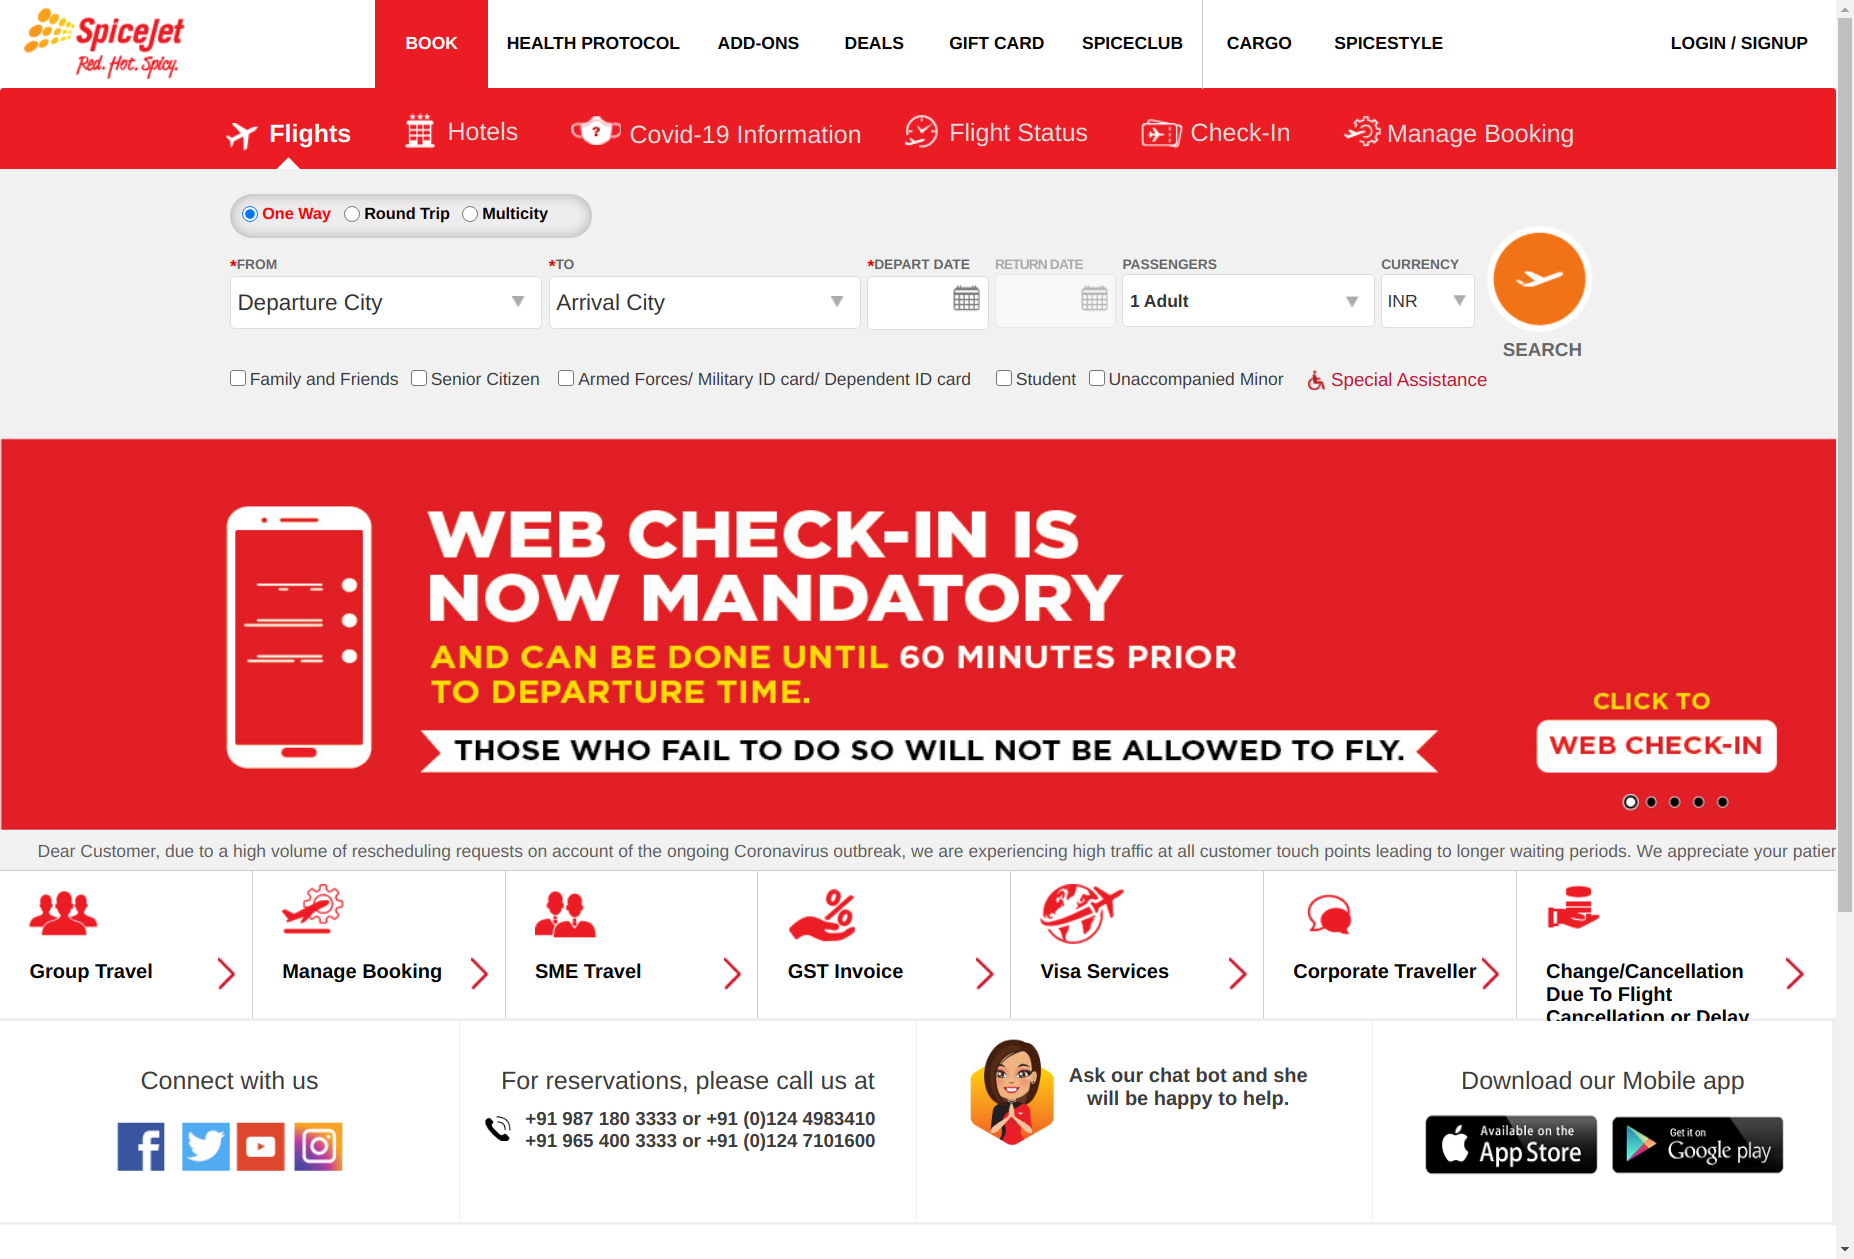 SpiceJet
Red. Hot. Spicy.
BOOK
HEALTH PROTOCOL
ADD-ONS
DEALS
GIFT CARD
SPICECLUB
CARGO
SPICESTYLE
LOGIN / SIGNUP
Flights
Hotels
Covid-19 Information
Flight Status
Check-In
Manage Booking
One Way
Round Trip
Multicity
*FROM
*TO
*DEPART DATE
RETURN DATE
PASSENGERS
CURRENCY
Departure City
Arrival City
1 Adult
INR
SEARCH
Family and Friends
Senior Citizen
Armed Forces/ Military ID card/ Dependent ID card
Student
Unaccompanied Minor
Special Assistance
WEB CHECK-IN IS
NOW MANDATORY
AND CAN BE DONE UNTIL 60 MINUTES PRIOR
TO DEPARTURE TIME.
THOSE WHO FAIL TO DO SO WILL NOT BE ALLOWED TO FLY.
CLICK TO
WEB CHECK-IN
Dear Customer, due to a high volume of rescheduling requests on account of the ongoing Coronavirus outbreak, we are experiencing high traffic at all customer touch points leading to longer waiting periods. We appreciate your patien
Group Travel
Manage Booking
SME Travel
GST Invoice
Visa Services
Corporate Traveller
Change/Cancellation
Due To Flight
Cancellation or Delay
Connect with us
For reservations, please call us at
+91 987 180 3333 or +91 (0)124 4983410
+91 965 400 3333 or +91 (0)124 7101600
Ask our chat bot and she
will be happy to help.
Download our Mobile app
Available on the
App Store
Get it on
Google play